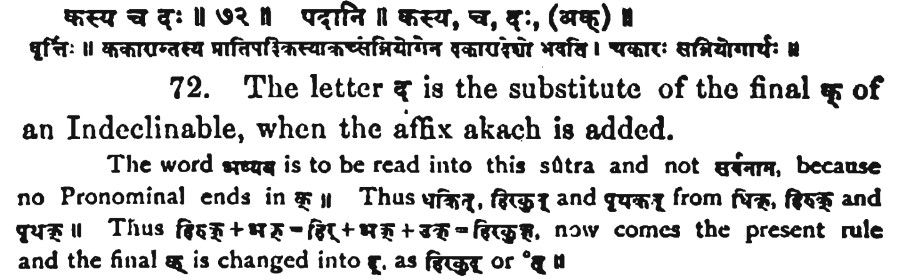 कस्य च दः ॥ ७२ ॥ पदानि ॥ कस्य, च, दः, (अक्) ॥
वृत्तिः ॥ ककारान्तस्य प्रातिपदिकस्याकच्संनियोगेन दकारादेशो भवति । चकारः सन्नियोगार्थः ॥
72. The letter द् is the substitute of the final क् of
an Indeclinable, when the affix akach is added.
The word अव्यय is to be read into this sûtra and not सर्वनाम, because
no Pronominal ends in क् ॥ Thus धकित्, हिरकुद् and पृथकद् from धिक्, हिरुक् and
पृथक् ॥ Thus हिरुक् + अक् = हिर् + अक् + उक् = हिरकुक्, now comes the present rule
and the final क् is changed into द्, as हिरकुद् or °त् ॥